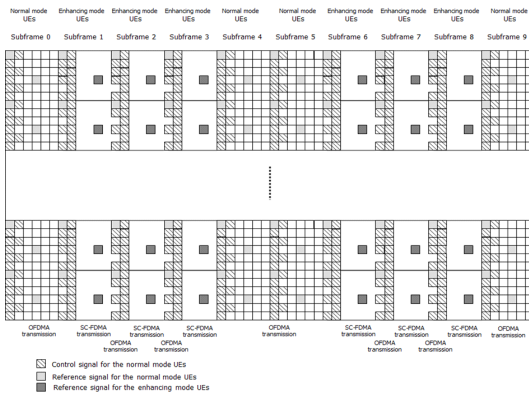 Normal mode UEs
Enhancing mode UEs
Enhancing mode UEs
Enhancing mode UEs
Normal mode UEs
Normal mode UEs
Enhancing mode UEs
Enhancing mode UEs
Enhancing mode UEs
Normal mode UEs
Subframe 0
Subframe 1
Subframe 2
Subframe 3
Subframe 4
Subframe 5
Subframe 6
Subframe 7
Subframe 8
Subframe 9
OFDMA transmission
SC-FDMA transmission
OFDMA transmission
SC-FDMA transmission
OFDMA transmission
SC-FDMA transmission
OFDMA transmission
SC-FDMA transmission
OFDMA transmission
SC-FDMA transmission
OFDMA transmission
SC-FDMA transmission
OFDMA transmission
Control signal for the normal mode UEs
Reference signal for the normal mode UEs
Reference signal for the enhancing mode UEs